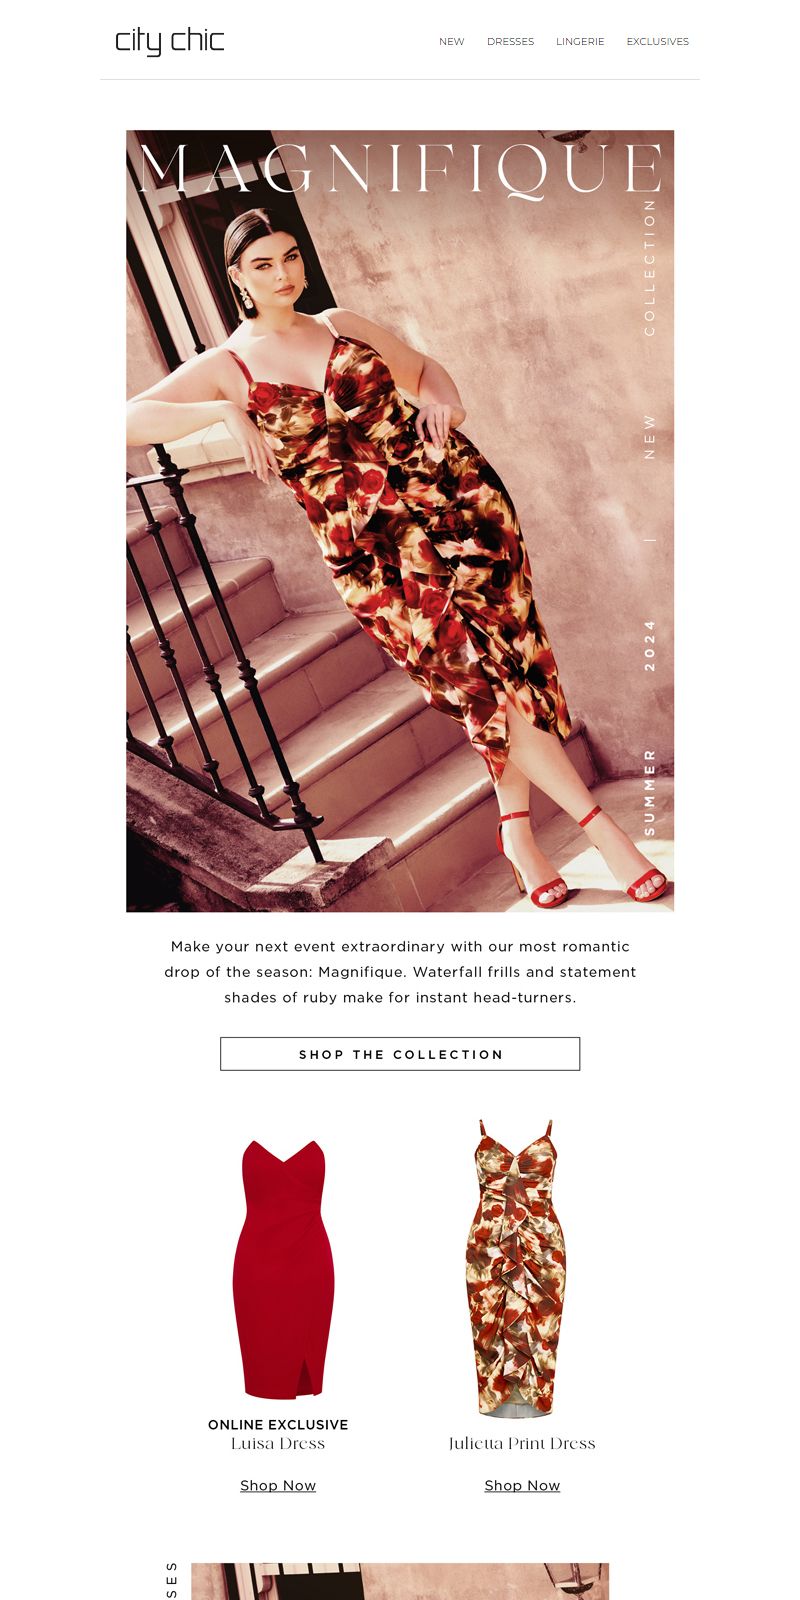 city chic
NEW DRESSES LINGERIE EXCLUSIVES
MAGNIFIQUE
SUMMER 2024 | NEW COLLECTION
Make your next event extraordinary with our most romantic
drop of the season: Magnifique. Waterfall frills and statement
shades of ruby make for instant head-turners.
SHOP THE COLLECTION
ONLINE EXCLUSIVE
Luisa Dress
Shop Now
Julietta Print Dress
Shop Now